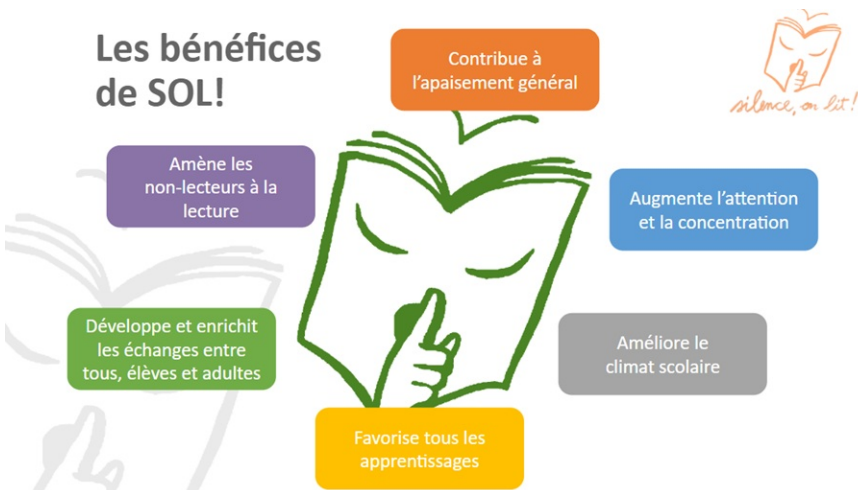 Les bénéfices
de SOL!
Contribue à
l'apaisement général
silence, on lit !
Amène les
non-lecteurs à la
lecture
Augmente l'attention
et la concentration
Développe et enrichit
les échanges entre
tous, élèves et adultes
Améliore le
climat scolaire
Favorise tous les
apprentissages